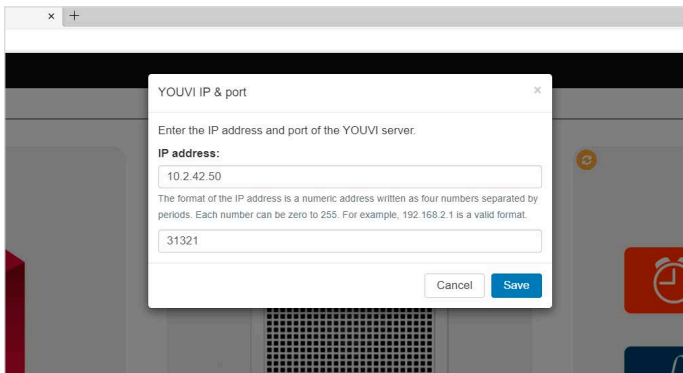 YOUVI IP & port
Enter the IP address and port of the YOUVI server.
IP address:
10.2.42.50
The format of the IP address is a numeric address written as four numbers separated by
periods. Each number can be zero to 255. For example, 192.168.2.1 is a valid format.
31321
Cancel Save